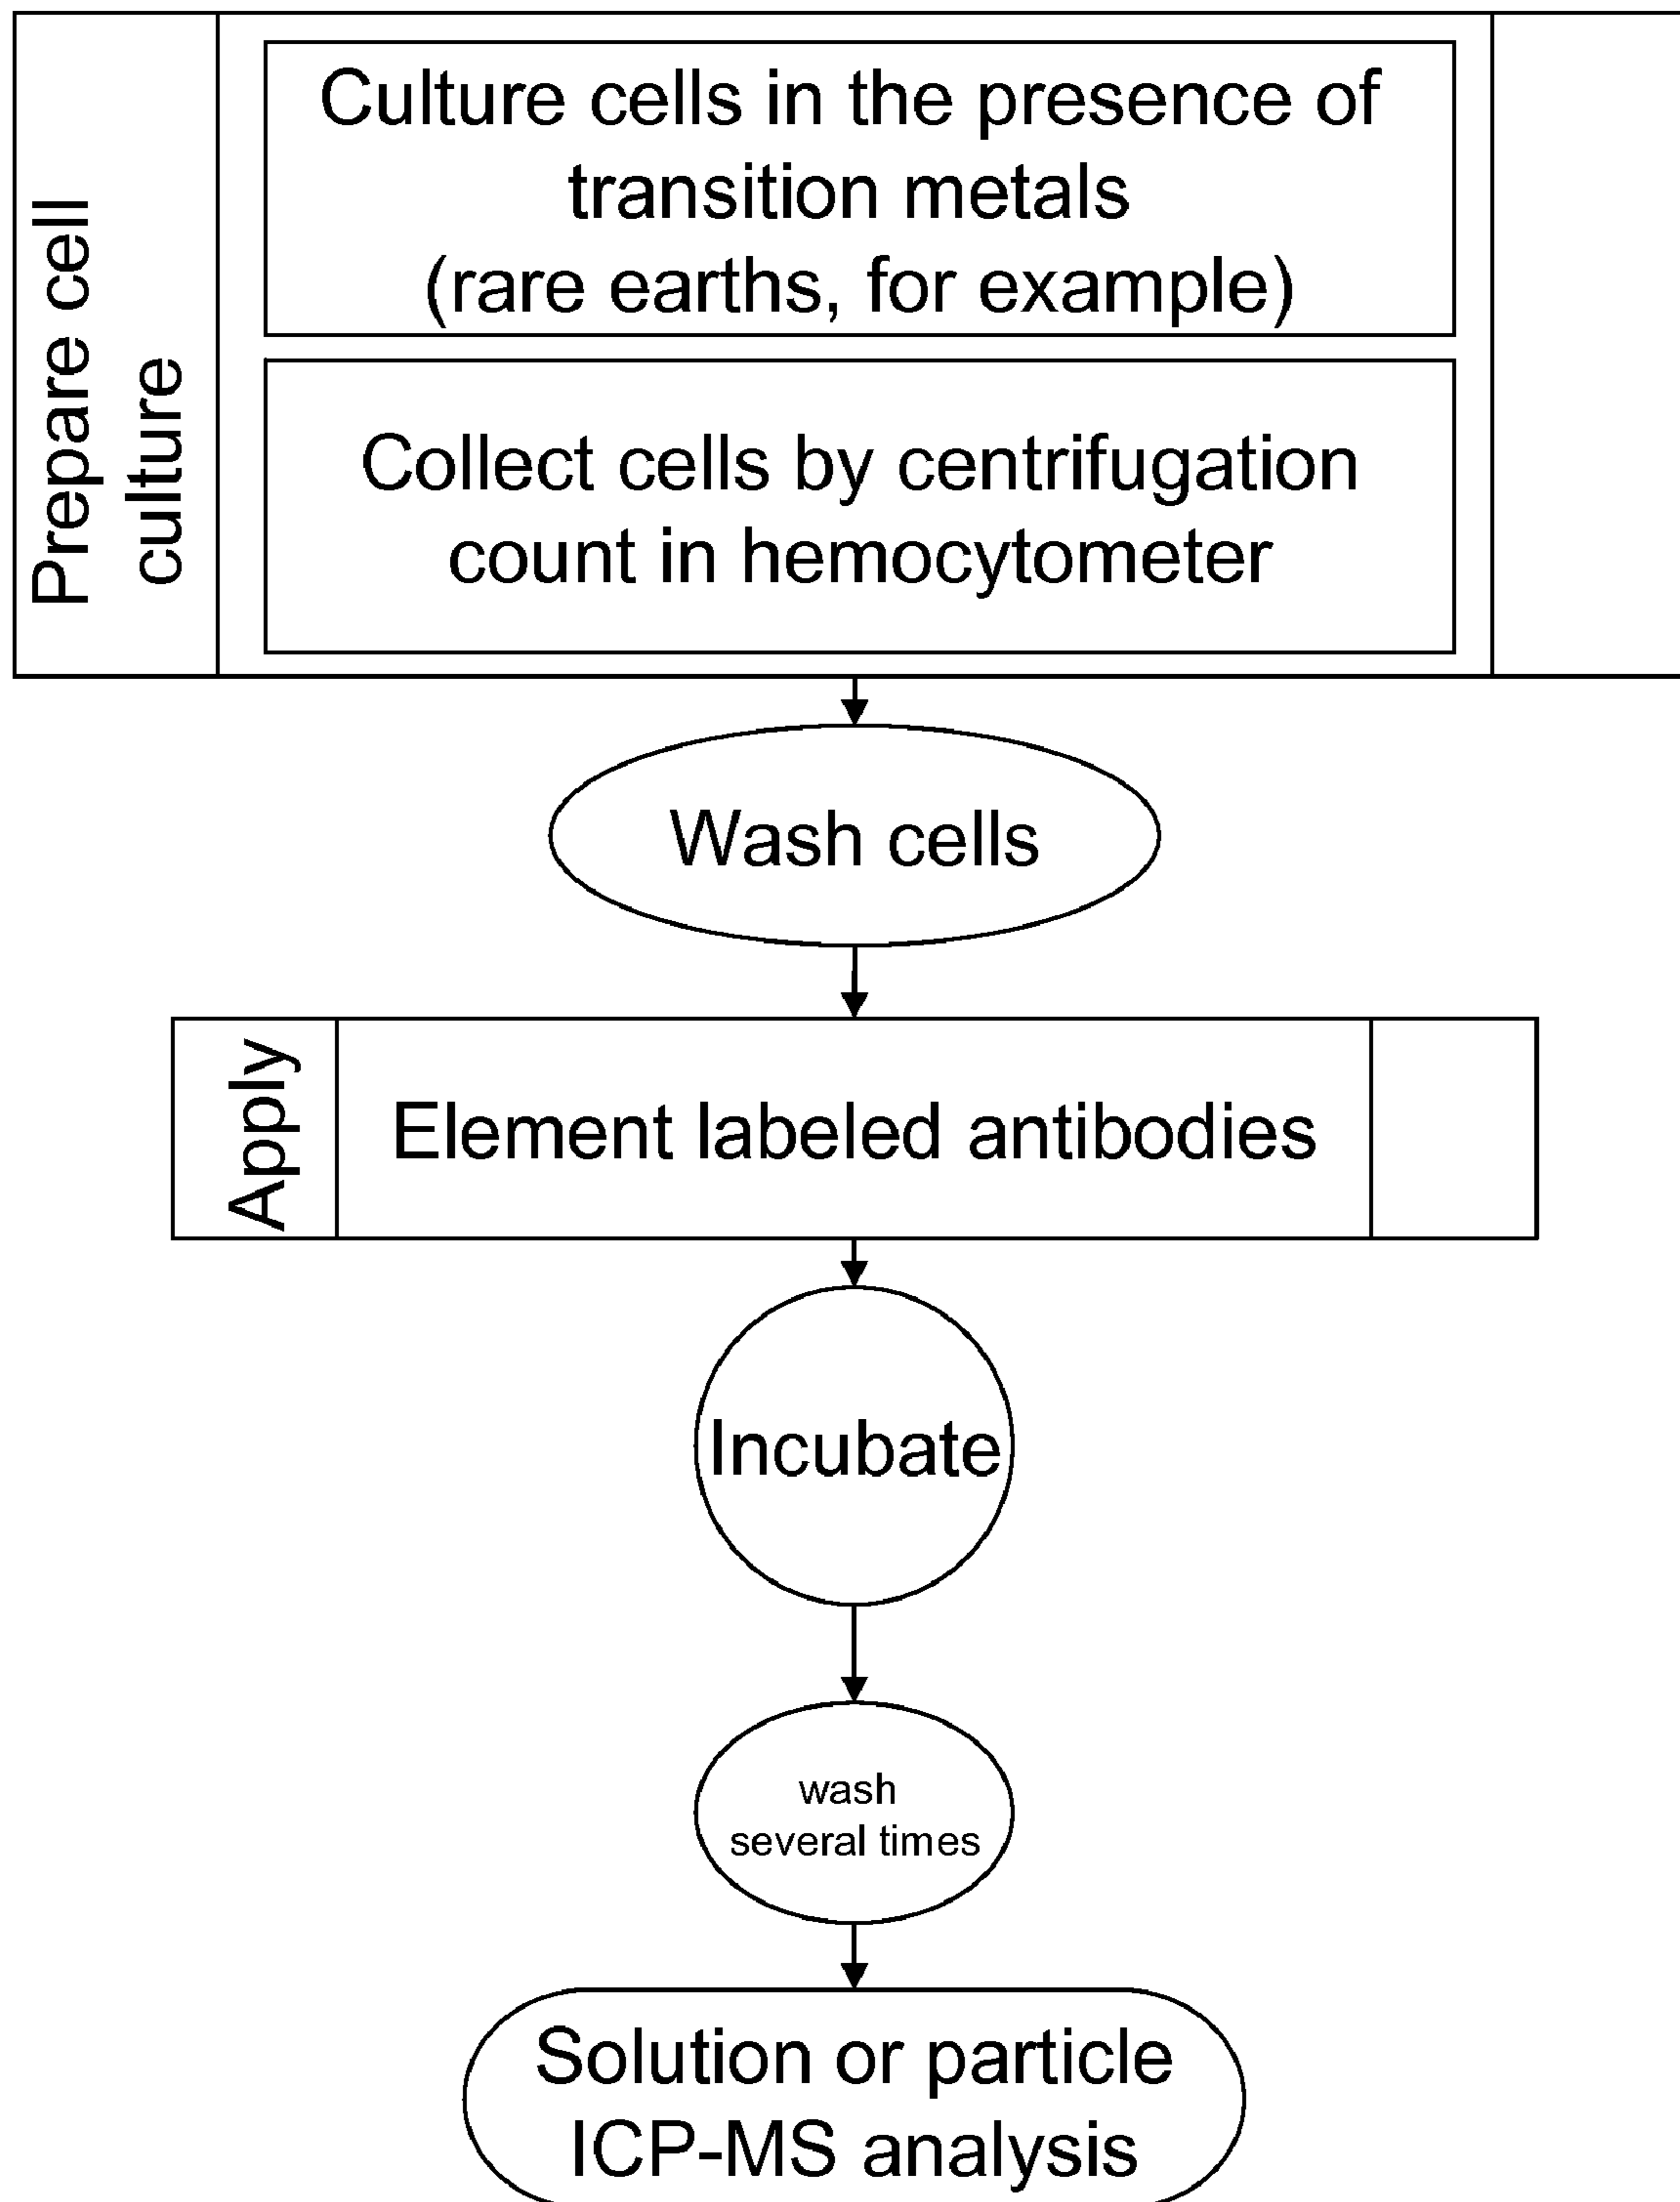 Prepare cell
culture
Culture cells in the presence of
transition metals
(rare earths, for example)
Collect cells by centrifugation
count in hemocytometer
Wash cells
Apply
Element labeled antibodies
Incubate
wash
several times
Solution or particle
ICP-MS analysis